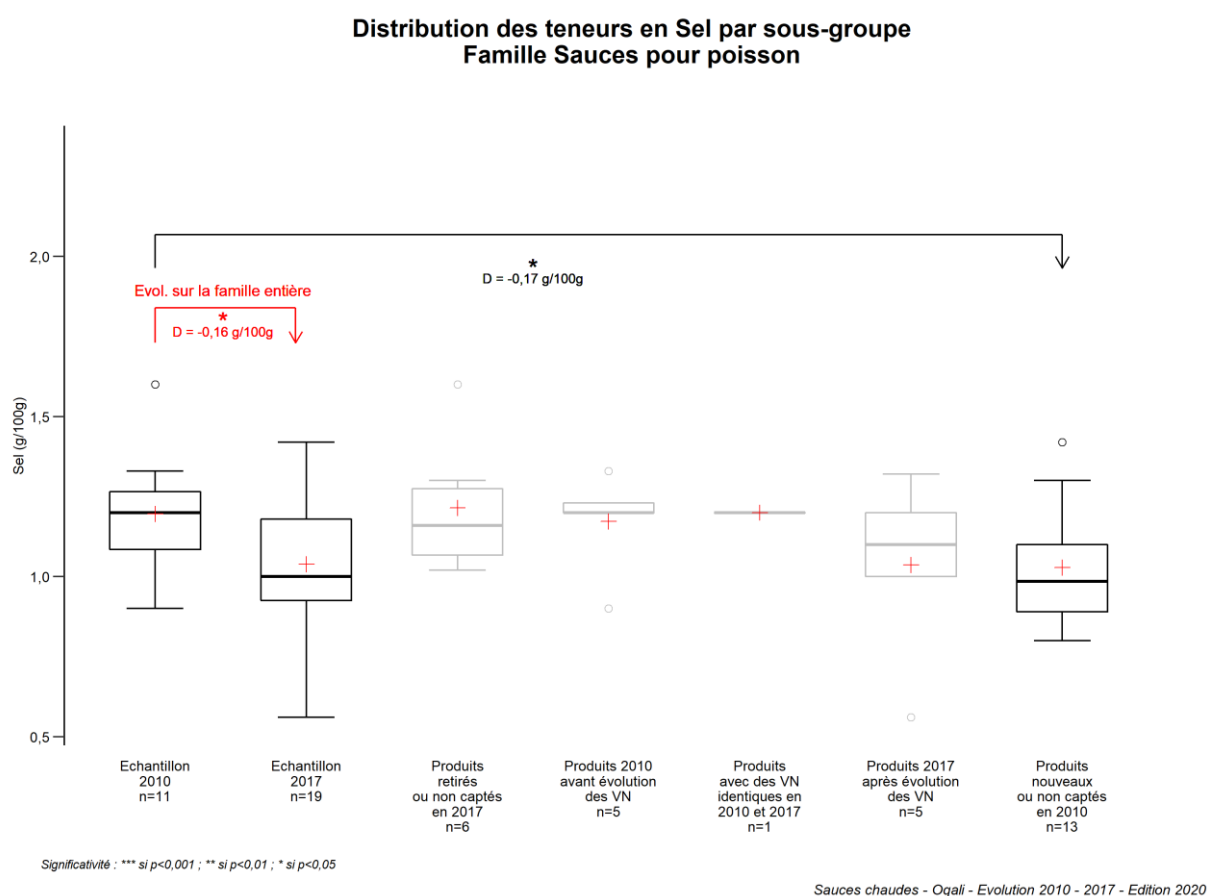 Distribution des teneurs en Sel par sous-groupe
Famille Sauces pour poisson
Sel (g/100g)
2,0
1,5
1,0
0,5
*
D = -0,17 g/100g
Evol. sur la famille entière
*
D = -0,16 g/100g
Echantillon
2010
n=11
Echantillon
2017
n=19
Produits
retirés
ou non captés
en 2017
n=6
Produits 2010
avant évolution
des VN
n=5
Produits
avec des VN
identiques en
2010 et 2017
n=1
Produits 2017
après évolution
des VN
n=5
Produits
nouveaux
ou non captés
en 2010
n=13
Significativité : *** si p<0,001 ; ** si p<0,01 ; * si p<0,05
Sauces chaudes - Oqali - Evolution 2010 - 2017 - Edition 2020